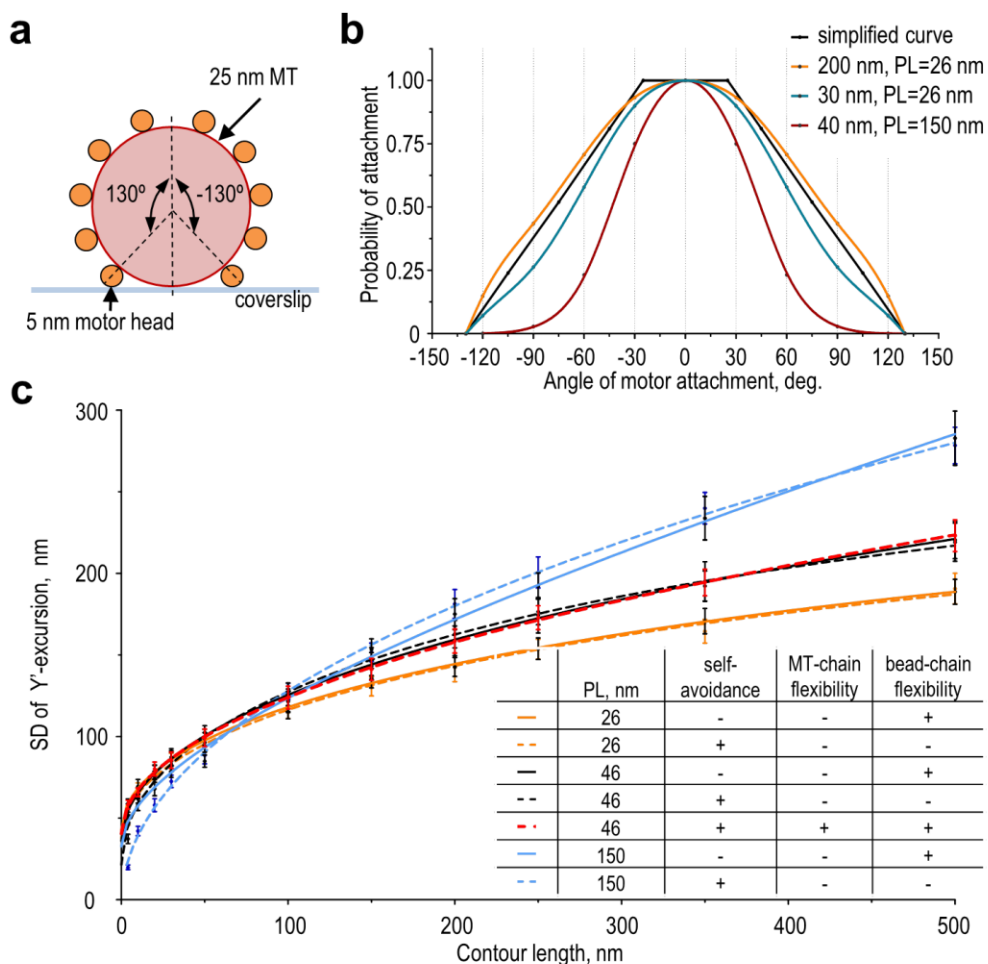 a
25 nm MT
130º
-130º
coverslip
5 nm motor head
b
simplified curve
200 nm, PL=26 nm
30 nm, PL=26 nm
40 nm, PL=150 nm
Probability of attachment
1.00
0.75
0.50
0.25
0
-150 -120 -90 -60 -30 0 30 60 90 120 150
Angle of motor attachment, deg.
c
SD of Y'-excursion, nm
300
200
100
0
PL, nm self-avoidance MT-chain flexibility bead-chain flexibility
26 - - +
26 + - -
46 - - +
46 + - -
46 + + +
150 - - +
150 + - -
0 100 200 300 400 500
Contour length, nm